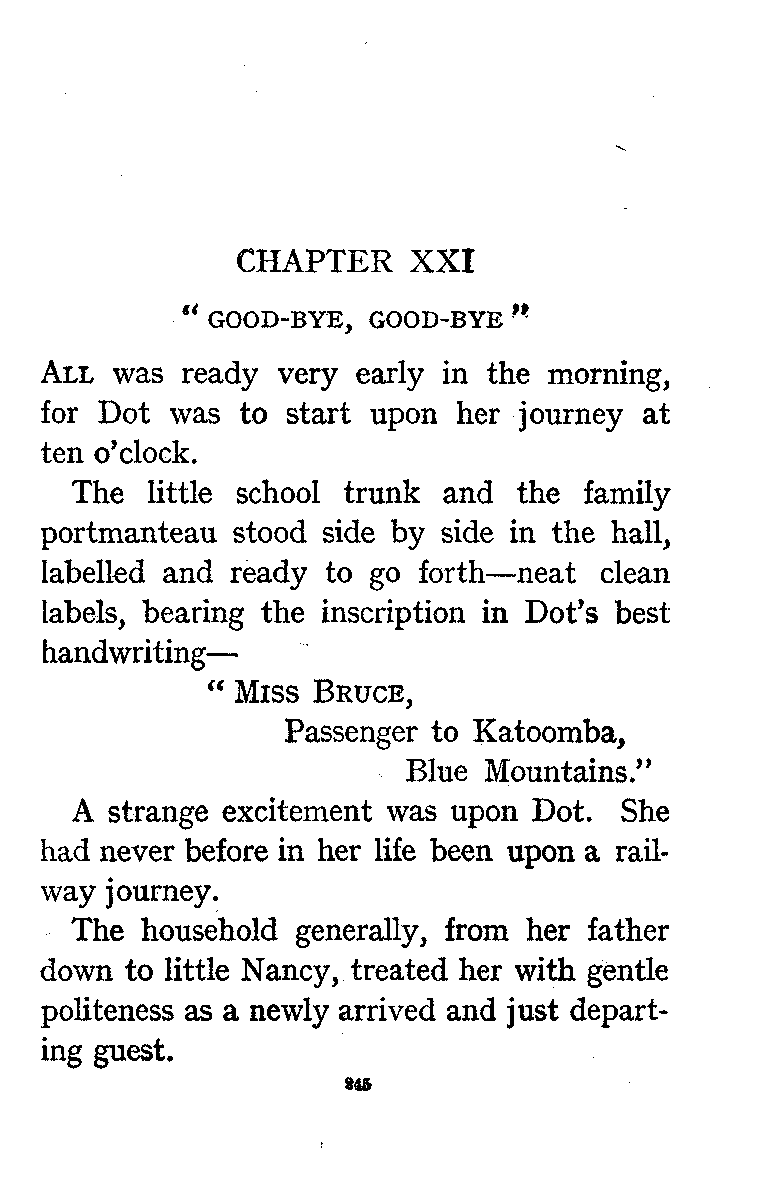 CHAPTER XXI
“ GOOD-BYE, GOOD-BYE ”
ALL was ready very early in the morning,
for Dot was to start upon her journey at
ten o’clock.
The little school trunk and the family
portmanteau stood side by side in the hall,
labelled and ready to go forth—neat clean
labels, bearing the inscription in Dot’s best
handwriting—
“ MISS BRUCE,
Passenger to Katoomba,
Blue Mountains.”
A strange excitement was upon Dot. She
had never before in her life been upon a rail-
way journey.
The household generally, from her father
down to little Nancy, treated her with gentle
politeness as a newly arrived and just depart-
ing guest.
245